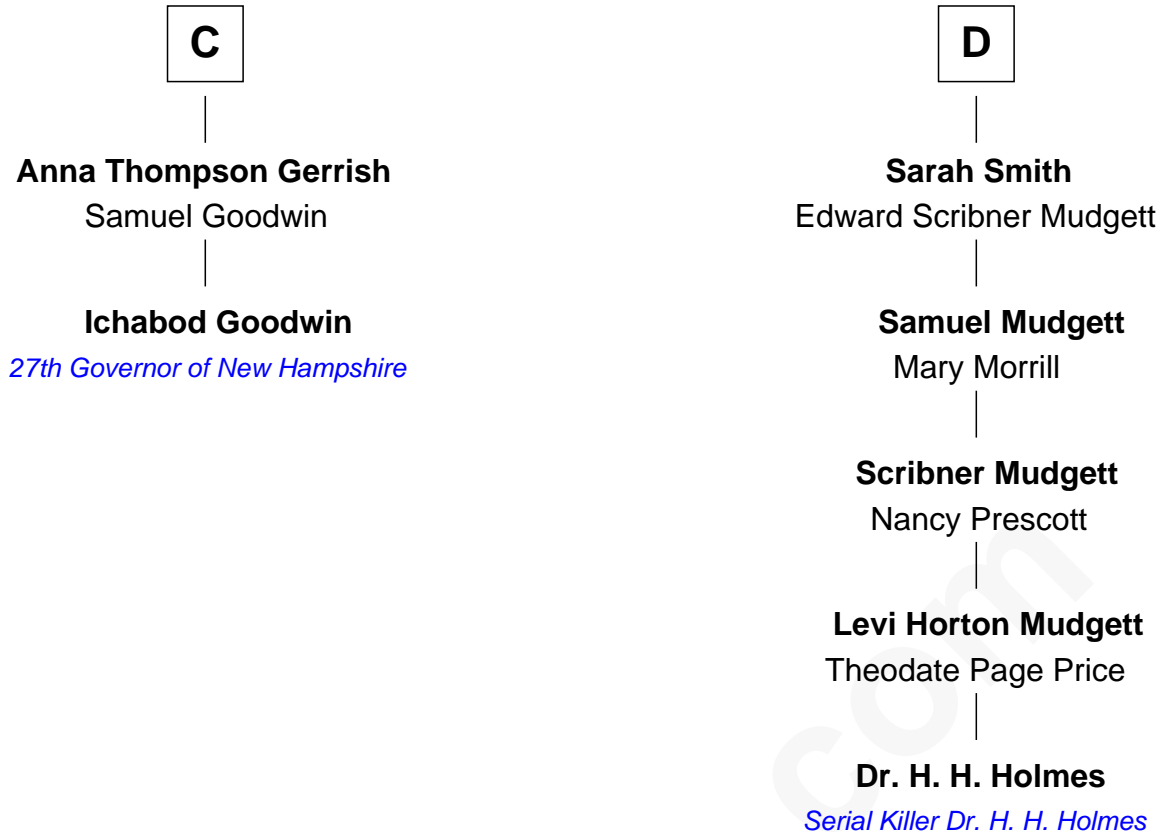 C
Anna Thompson Gerrish
Samuel Goodwin
Ichabod Goodwin
27th Governor of New Hampshire
D
Sarah Smith
Edward Scribner Mudgett
Samuel Mudgett
Mary Morrill
Scribner Mudgett
Nancy Prescott
Levi Horton Mudgett
Theodate Page Price
Dr. H. H. Holmes
Serial Killer Dr. H. H. Holmes
com